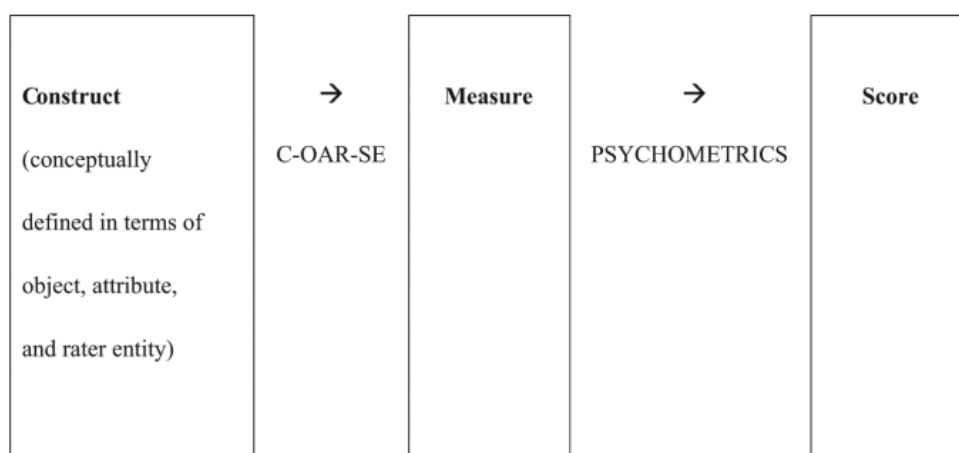 Construct → Measure → Score
(conceptually C-OAR-SE PSYCHOMETRICS
defined in terms of
object, attribute,
and rater entity)